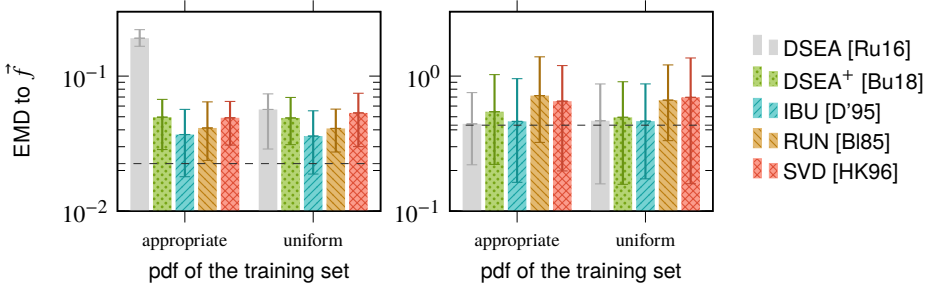 EMD to f⃗
10⁻¹
10⁻²
appropriate
uniform
pdf of the training set
10⁰
10⁻¹
appropriate
uniform
pdf of the training set
DSEA [Ru16]
DSEA⁺ [Bu18]
IBU [D'95]
RUN [Bl85]
SVD [HK96]